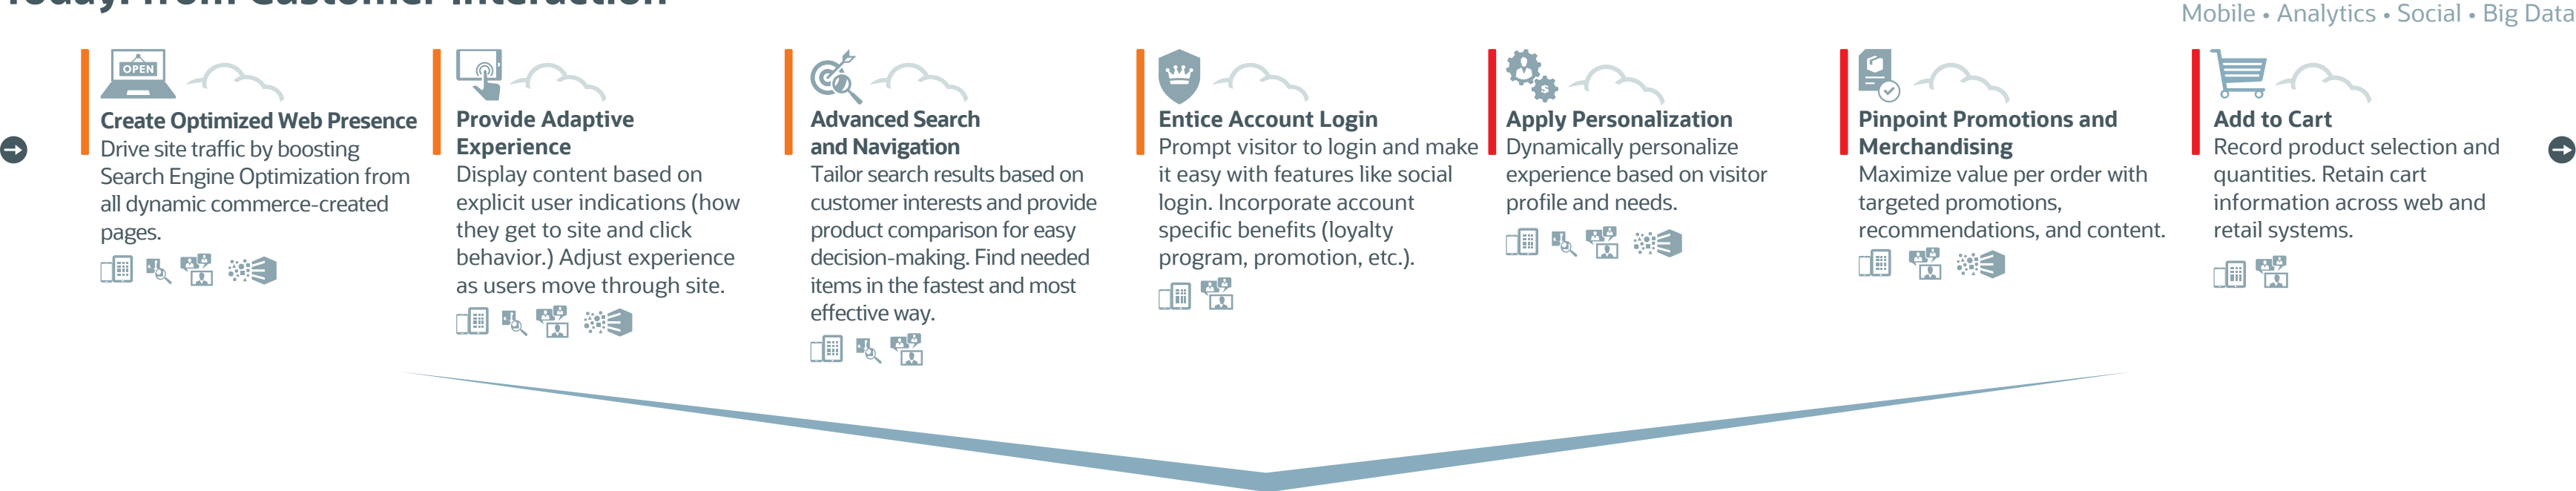 Today: from Customer Interaction
Mobile • Analytics • Social • Big Data
OPEN
Create Optimized Web Presence
Drive site traffic by boosting
Search Engine Optimization from
all dynamic commerce-created
pages.
Provide Adaptive
Experience
Display content based on
explicit user indications (how
they get to site and click
behavior.) Adjust experience
as users move through site.
Advanced Search
and Navigation
Tailor search results based on
customer interests and provide
product comparison for easy
decision-making. Find needed
items in the fastest and most
effective way.
Entice Account Login
Prompt visitor to login and make
it easy with features like social
login. Incorporate account
specific benefits (loyalty
program, promotion, etc.).
$
Apply Personalization
Dynamically personalize
experience based on visitor
profile and needs.
Pinpoint Promotions and
Merchandising
Maximize value per order with
targeted promotions,
recommendations, and content.
Add to Cart
Record product selection and
quantities. Retain cart
information across web and
retail systems.